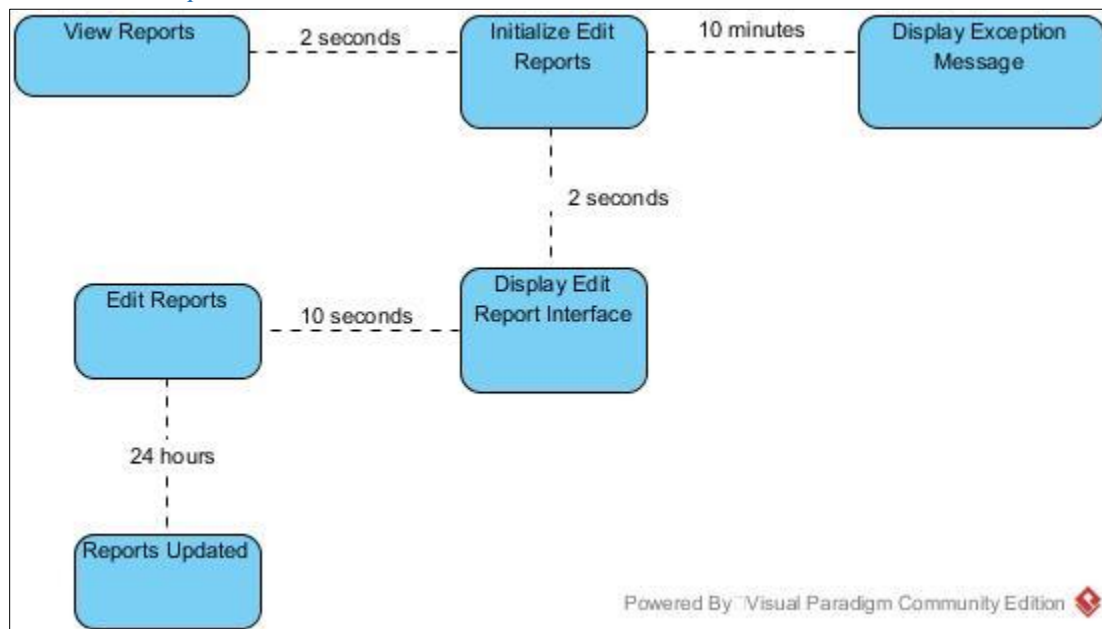 View Reports
2 seconds
Initialize Edit
Reports
10 minutes
Display Exception
Message
2 seconds
Edit Reports
10 seconds
Display Edit
Report Interface
24 hours
Reports Updated
Powered By Visual Paradigm Community Edition